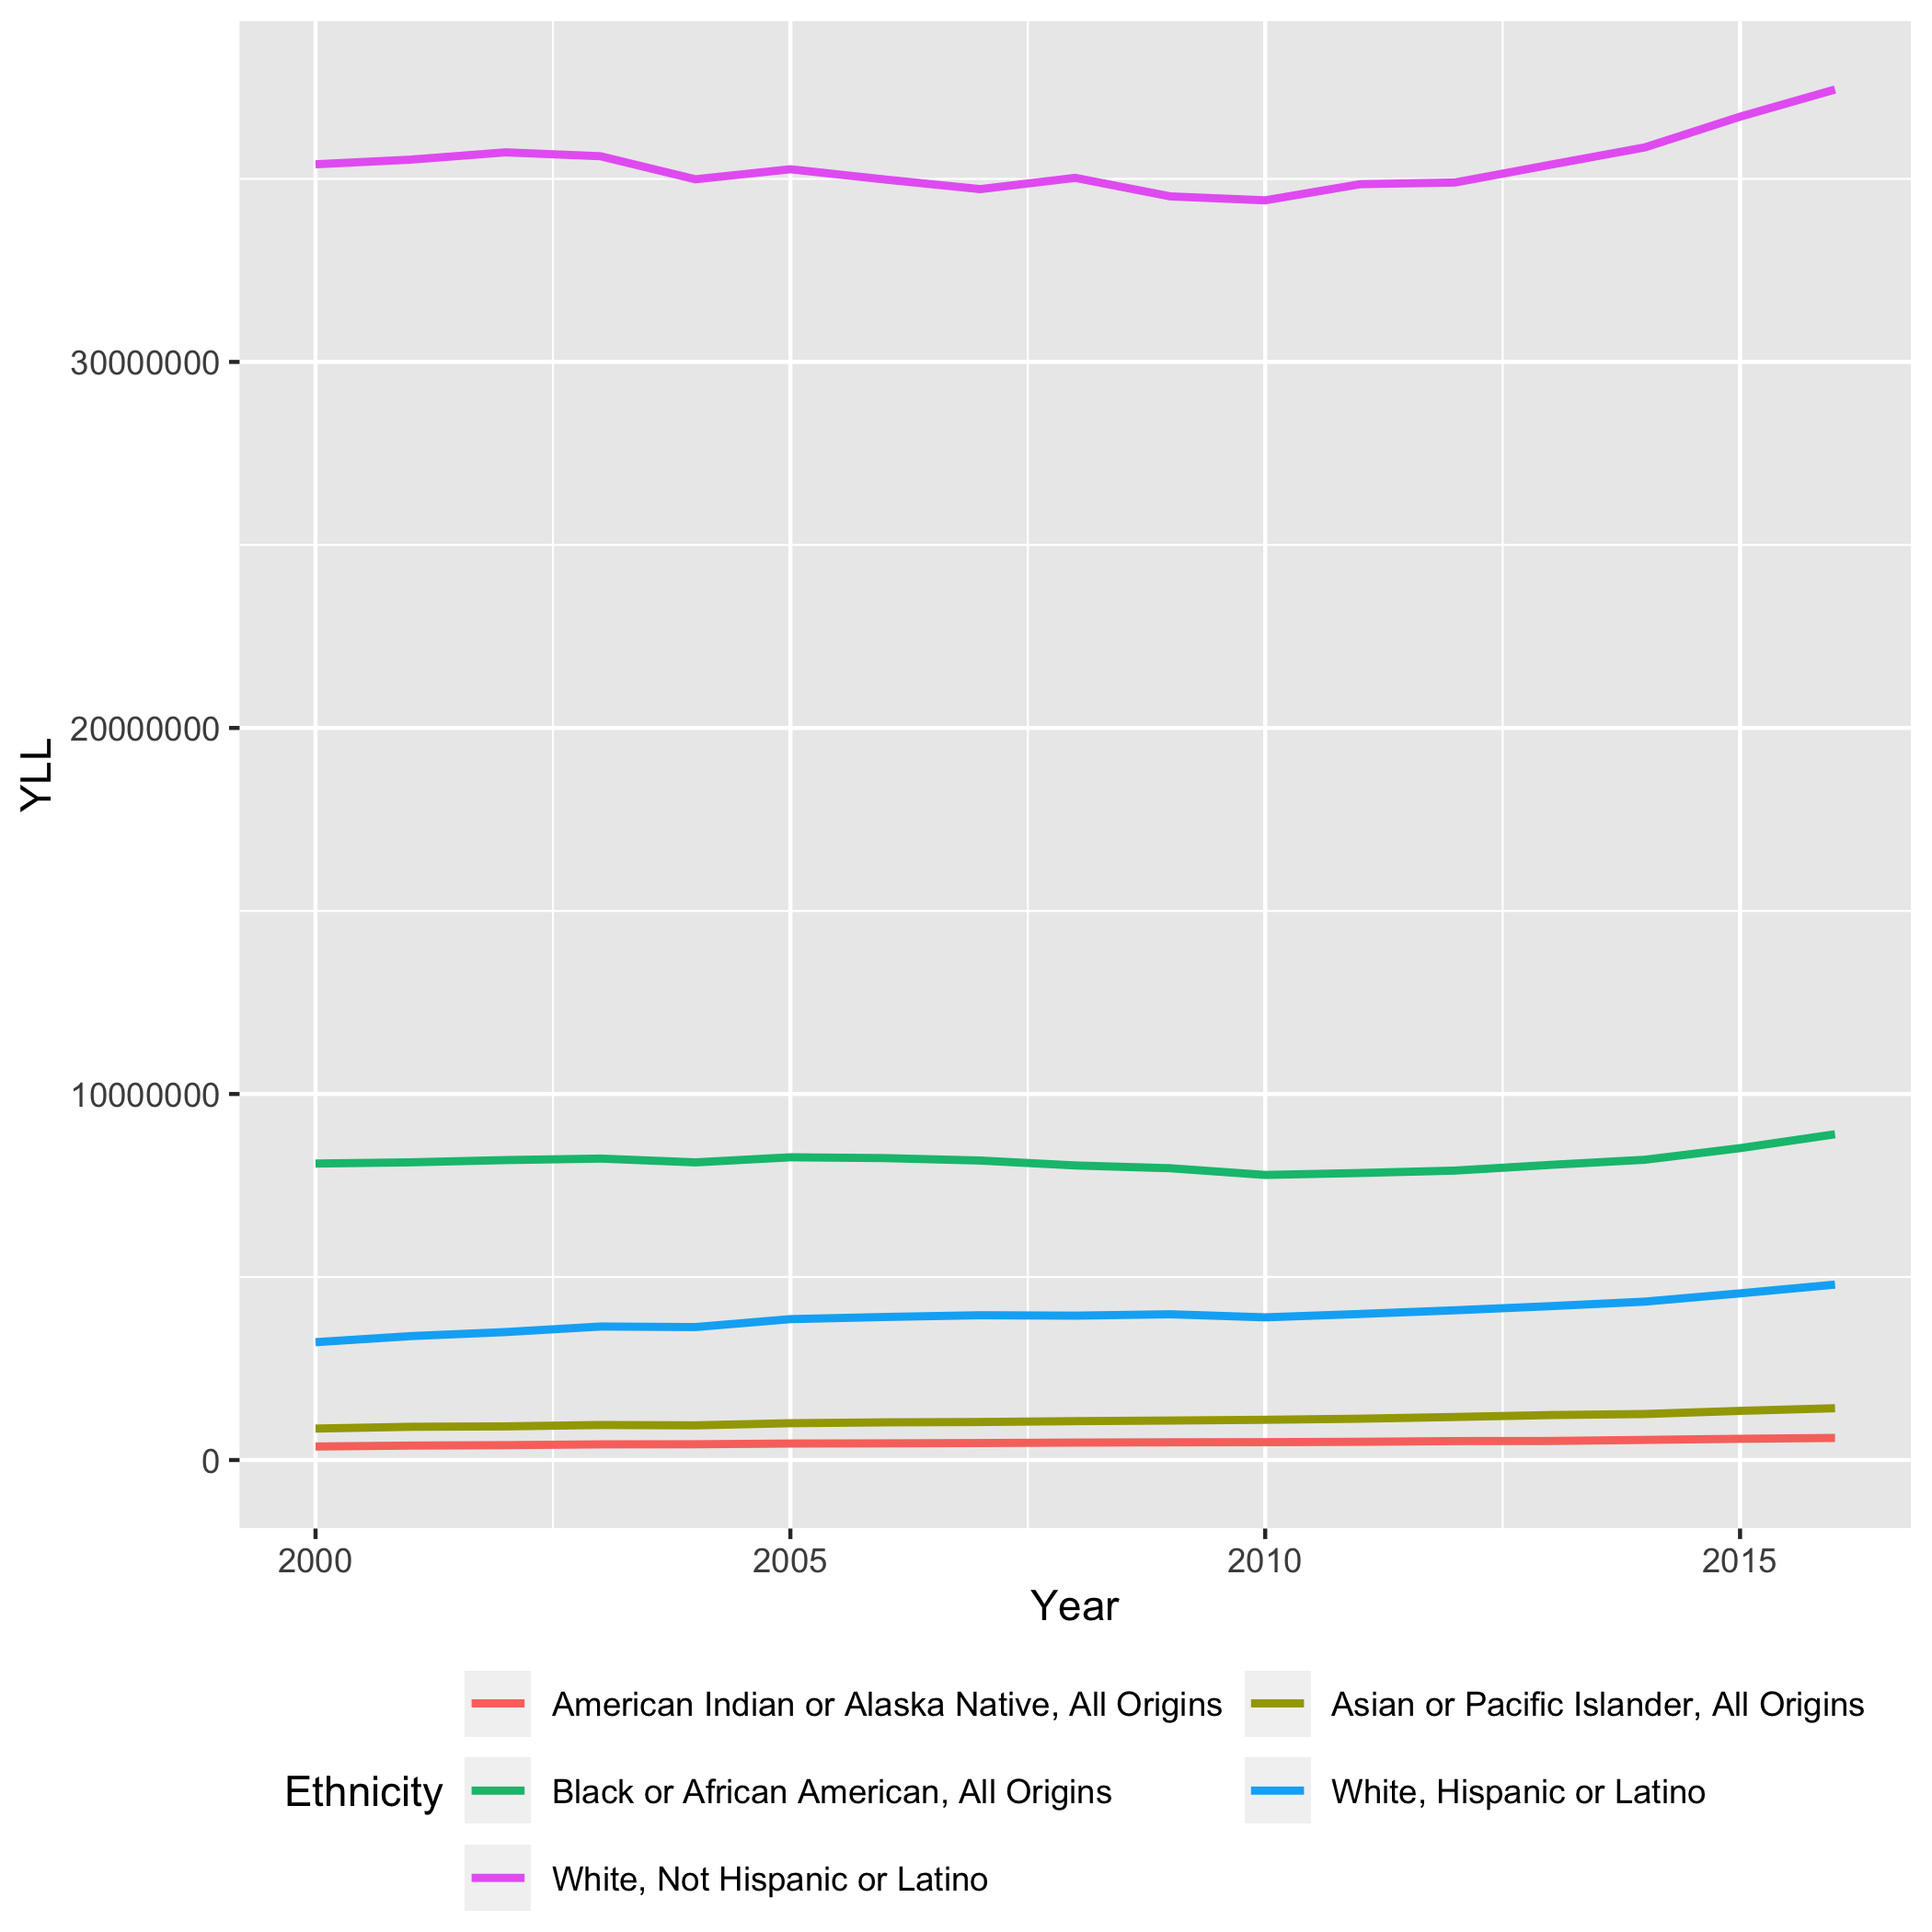 30000000
20000000
10000000
0
YLL
2000 2005 2010 2015
Year
Ethnicity
American Indian or Alaska Native, All Origins
Asian or Pacific Islander, All Origins
Black or African American, All Origins
White, Hispanic or Latino
White, Not Hispanic or Latino